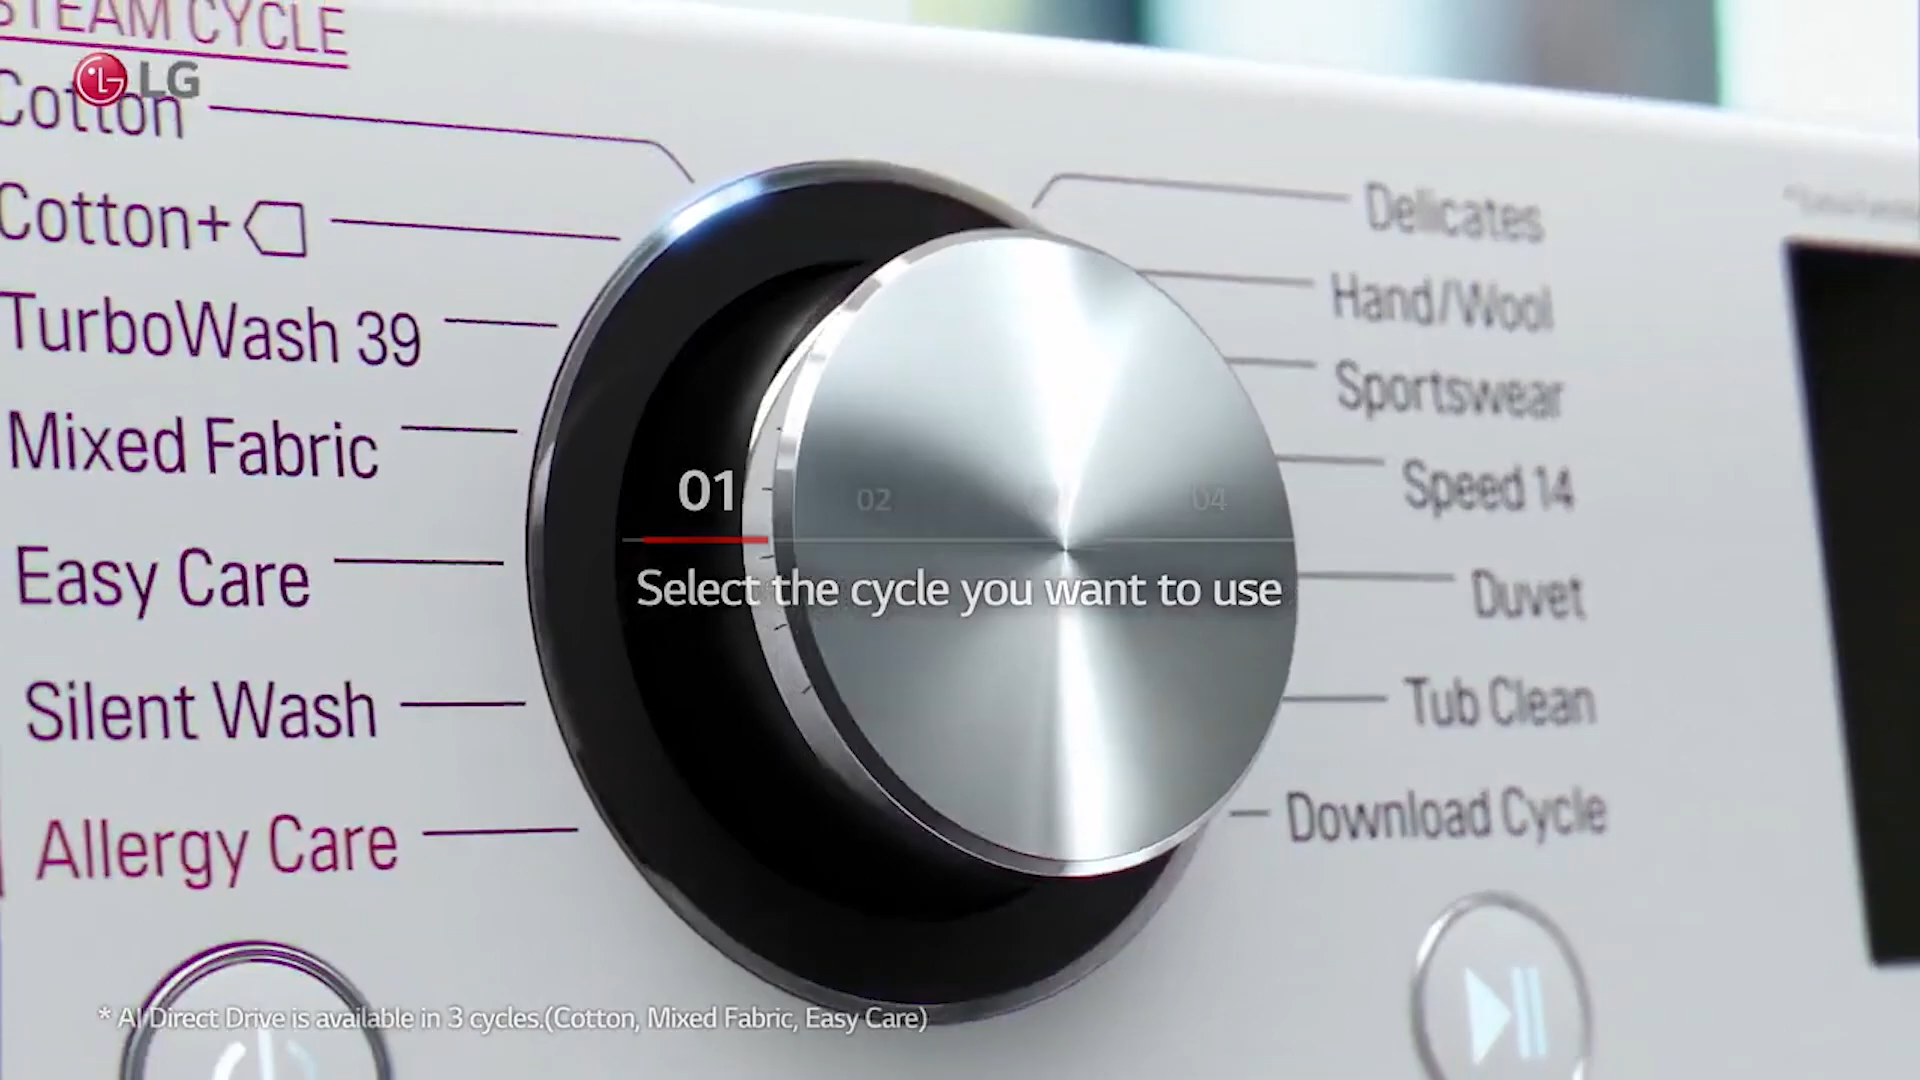 STEAM CYCLE
LG
Cotton
Cotton+
TurboWash 39
Mixed Fabric
Easy Care
Silent Wash
Allergy Care
Delicates
Hand/Wool
Sportswear
Speed 14
Duvet
Tub Clean
Download Cycle
01
02
04
Select the cycle you want to use
* AI Direct Drive is available in 3 cycles.(Cotton, Mixed Fabric, Easy Care)